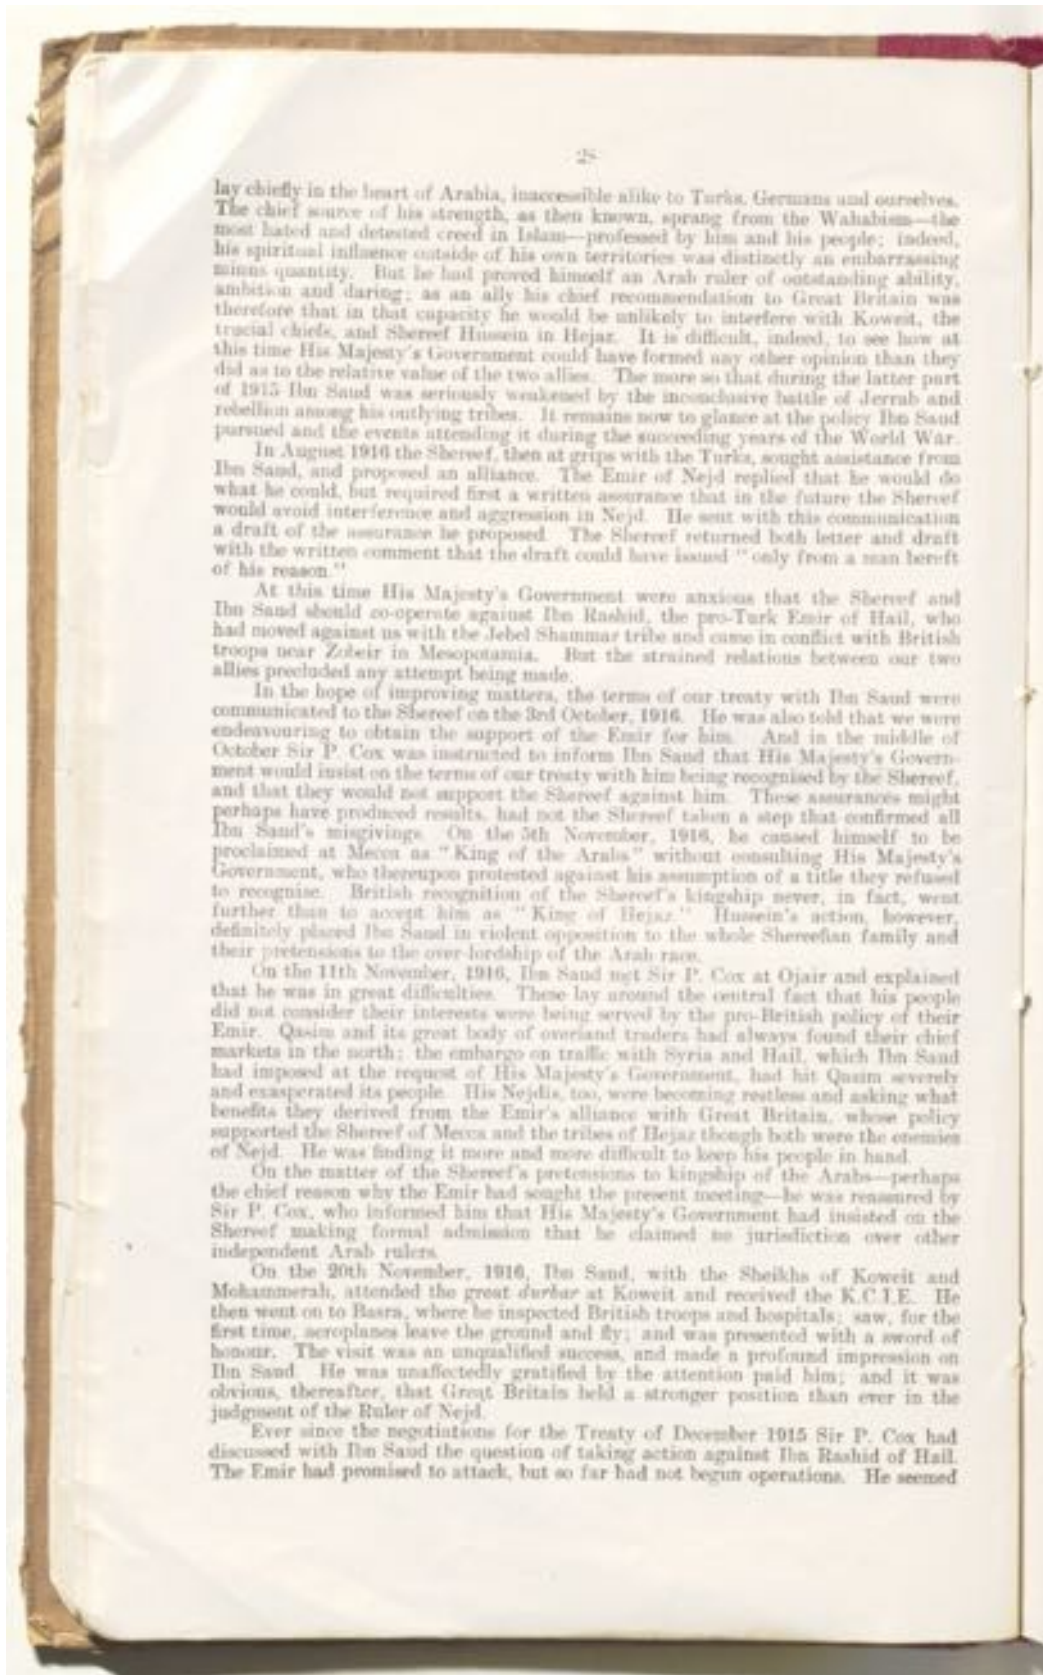 28
lay chiefly in the heart of Arabia, inaccessible alike to Turks, Germans and ourselves.
The chief source of his strength, as then known, sprang from the Wahabism—the
most hated and detested creed in Islam—professed by him and his people; indeed,
his spiritual influence outside of his own territories was distinctly an embarrassing
minus quantity. But he had proved himself an Arab ruler of outstanding ability,
ambition and daring; as an ally his chief recommendation to Great Britain was
therefore that in that capacity he would be unlikely to interfere with Koweit, the
trucial chiefs, and Shereef Hussein in Hejaz. It is difficult, indeed, to see how at
this time His Majesty's Government could have formed any other opinion than they
did as to the relative value of the two allies. The more so that during the latter part
of 1915 Ibn Saud was seriously weakened by the inconclusive battle of Jerrab and
rebellion among his outlying tribes. It remains now to glance at the policy Ibn Saud
pursued and the events attending it during the succeeding years of the World War.
In August 1916 the Shereef, then at grips with the Turks, sought assistance from
Ibn Saud, and proposed an alliance. The Emir of Nejd replied that he would do
what he could, but required first a written assurance that in the future the Shereef
would avoid interference and aggression in Nejd. He sent with this communication
a draft of the assurance he proposed. The Shereef returned both letter and draft
with the written comment that the draft could have issued "only from a man bereft
of his reason."
At this time His Majesty's Government were anxious that the Shereef and
Ibn Saud should co-operate against Ibn Rashid, the pro-Turk Emir of Hail, who
had moved against us with the Jebel Shammar tribe and came in conflict with British
troops near Zobeir in Mesopotamia. But the strained relations between our two
allies precluded any attempt being made.
In the hope of improving matters, the terms of our treaty with Ibn Saud were
communicated to the Shereef on the 3rd October, 1916. He was also told that we were
endeavouring to obtain the support of the Emir for him. And in the middle of
October Sir P. Cox was instructed to inform Ibn Saud that His Majesty's Govern-
ment would insist on the terms of our treaty with him being recognised by the Shereef,
and that they would not support the Shereef against him. These assurances might
perhaps have produced results, had not the Shereef taken a step that confirmed all
Ibn Saud's misgivings. On the 5th November, 1916, he caused himself to be
proclaimed at Mecca as "King of the Arabs" without consulting His Majesty's
Government, who thereupon protested against his assumption of a title they refused
to recognise. British recognition of the Shereef's kingship never, in fact, went
further than to accept him as "King of Hejaz." Hussein's action, however,
definitely placed Ibn Saud in violent opposition to the whole Shereefian family and
their pretensions to the over-lordship of the Arab race.
On the 11th November, 1916, Ibn Saud met Sir P. Cox at Ojair and explained
that he was in great difficulties. These lay around the central fact that his people
did not consider their interests were being served by the pro-British policy of their
Emir. Qasim and its great body of overland traders had always found their chief
markets in the north; the embargo on traffic with Syria and Hail, which Ibn Saud
had imposed at the request of His Majesty's Government, had hit Qasim severely
and exasperated its people. His Nejdis, too, were becoming restless and asking what
benefits they derived from the Emir's alliance with Great Britain, whose policy
supported the Shereef of Mecca and the tribes of Hejaz though both were the enemies
of Nejd. He was finding it more and more difficult to keep his people in hand.
On the matter of the Shereef's pretensions to kingship of the Arabs—perhaps
the chief reason why the Emir had sought the present meeting—he was reassured by
Sir P. Cox, who informed him that His Majesty's Government had insisted on the
Shereef making formal admission that he claimed no jurisdiction over other
independent Arab rulers.
On the 20th November, 1916, Ibn Saud, with the Sheikhs of Koweit and
Mohammerah, attended the great durbar at Koweit and received the K.C.I.E. He
then went on to Basra, where he inspected British troops and hospitals; saw, for the
first time, aeroplanes leave the ground and fly; and was presented with a sword of
honour. The visit was an unqualified success, and made a profound impression on
Ibn Saud. He was unaffectedly gratified by the attention paid him; and it was
obvious, thereafter, that Great Britain held a stronger position than ever in the
judgment of the Ruler of Nejd.
Ever since the negotiations for the Treaty of December 1915 Sir P. Cox had
discussed with Ibn Saud the question of taking action against Ibn Rashid of Hail.
The Emir had promised to attack, but so far had not begun operations. He seemed